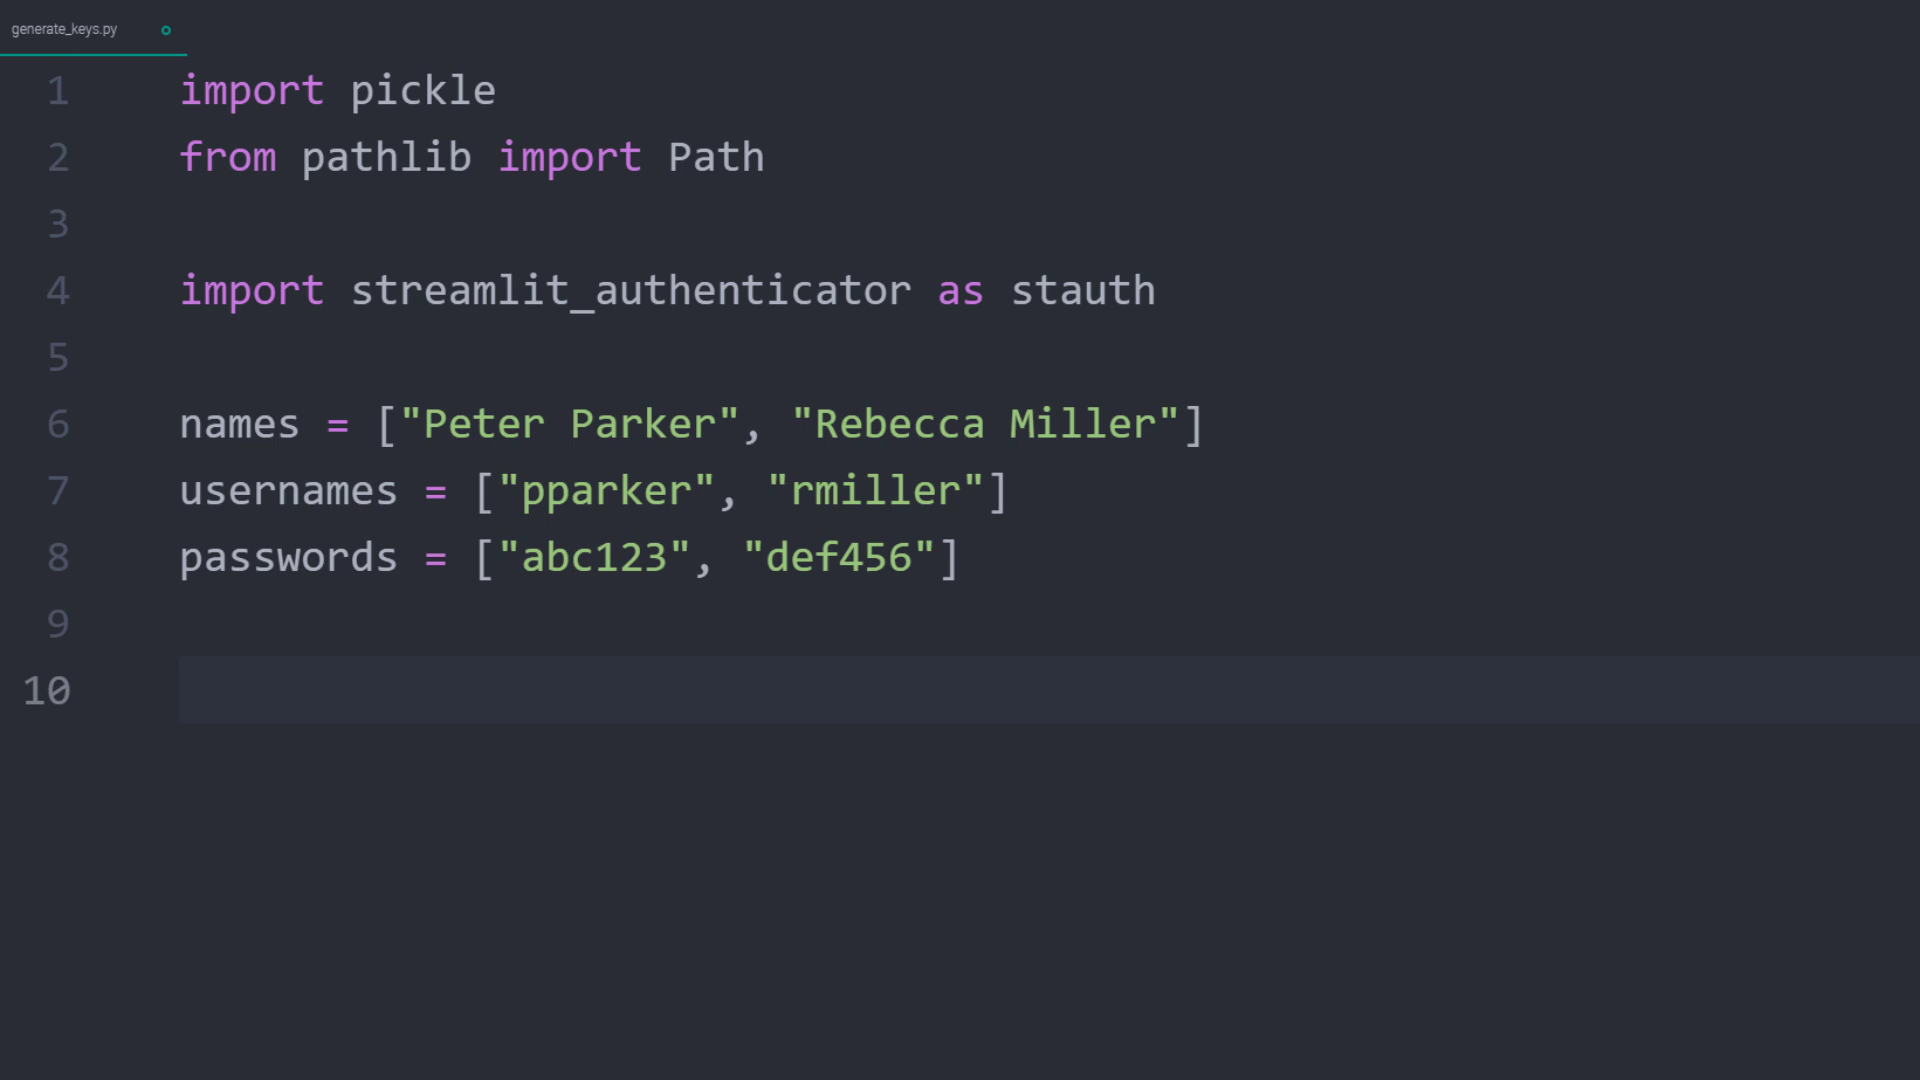 generate_keys.py
1 import pickle
2 from pathlib import Path
3
4 import streamlit_authenticator as stauth
5
6 names = ["Peter Parker", "Rebecca Miller"]
7 usernames = ["pparker", "rmiller"]
8 passwords = ["abc123", "def456"]
9
10